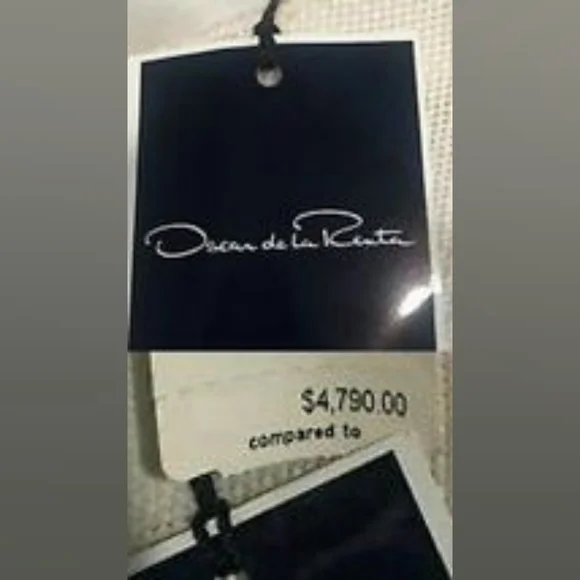 Oscar de la Renta
$4,790.00
compared to